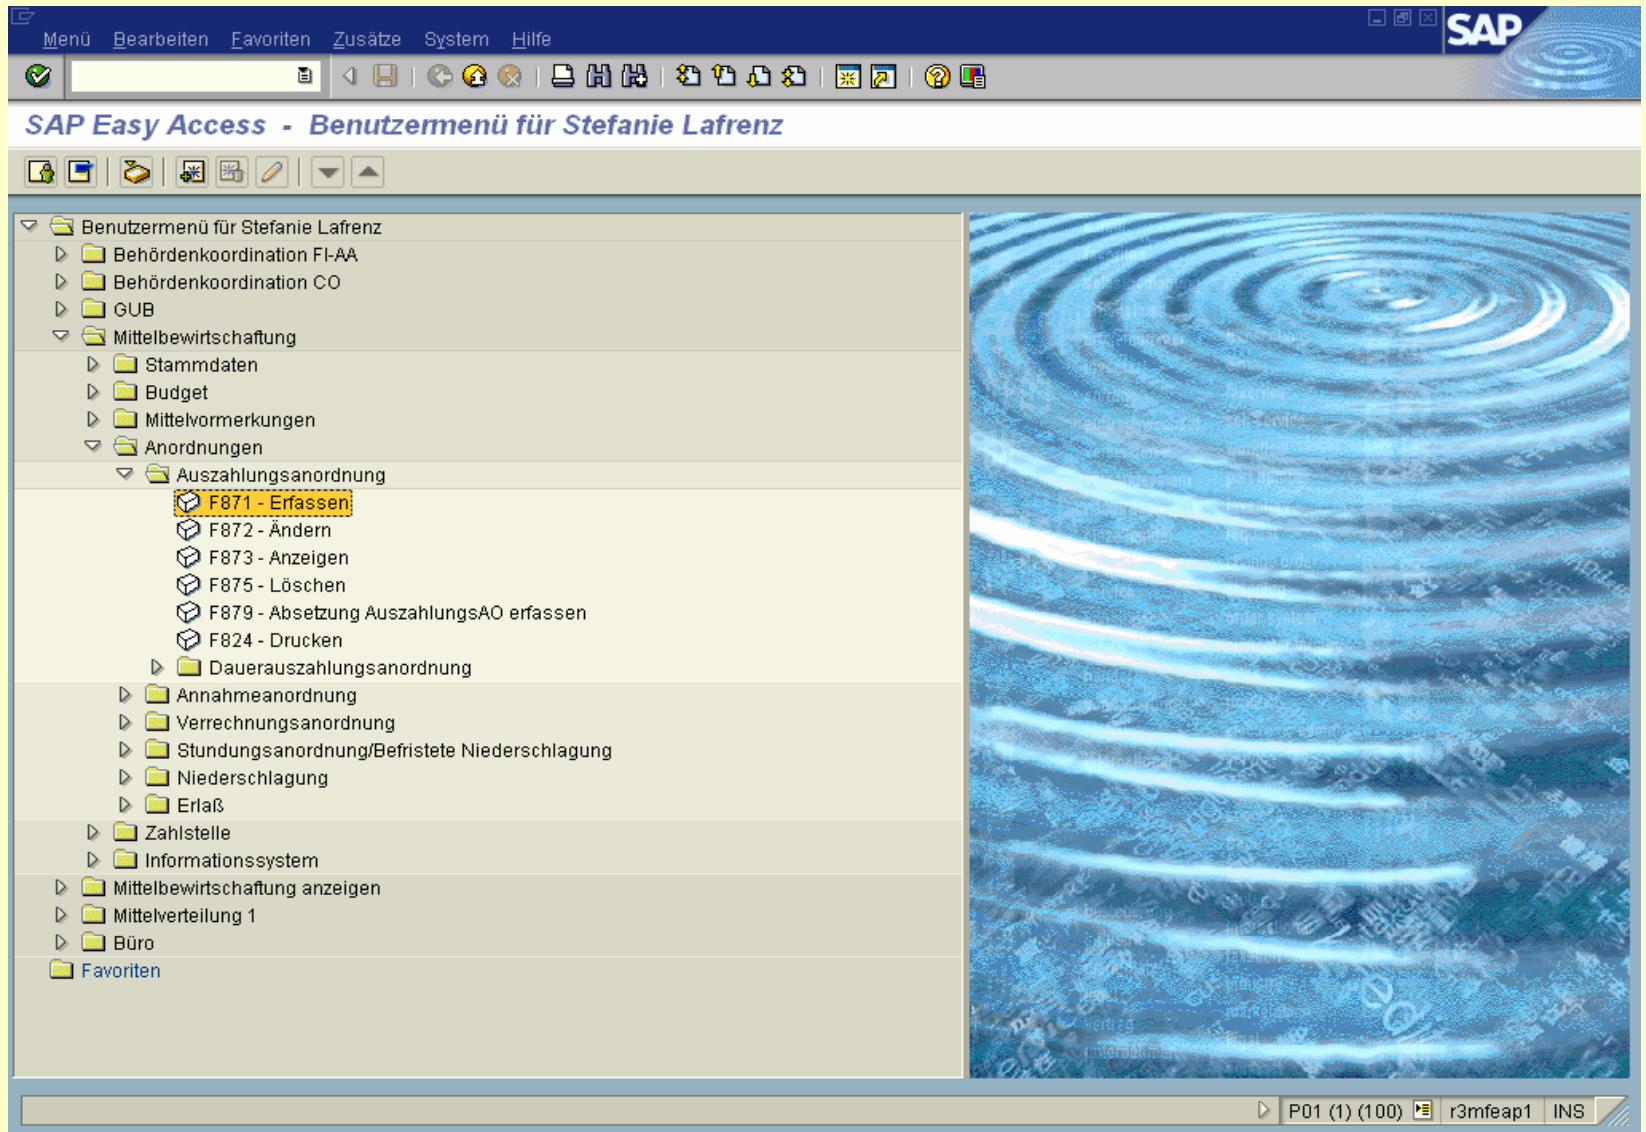 Menü Bearbeiten Favoriten Zusätze System Hilfe
SAP
SAP Easy Access - Benutzermenü für Stefanie Lafrenz
Benutzermenü für Stefanie Lafrenz
Behördenkoordination FI-AA
Behördenkoordination CO
GUB
Mittelbewirtschaftung
Stammdaten
Budget
Mittelvormerkungen
Anordnungen
Auszahlungsanordnung
F871 - Erfassen
F872 - Ändern
F873 - Anzeigen
F875 - Löschen
F879 - Absetzung AuszahlungsAO erfassen
F824 - Drucken
Dauerauszahlungsanordnung
Annahmeanordnung
Verrechnungsanordnung
Stundungsanordnung/Befristete Niederschlagung
Niederschlagung
Erlaß
Zahlstelle
Informationssystem
Mittelbewirtschaftung anzeigen
Mittelverteilung 1
Büro
Favoriten
P01 (1) (100) r3mfeap1 INS